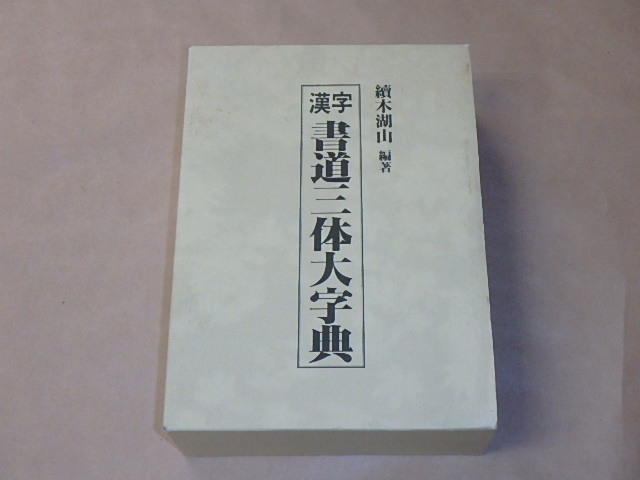 續木湖山 編著
漢字
書道三体大字典